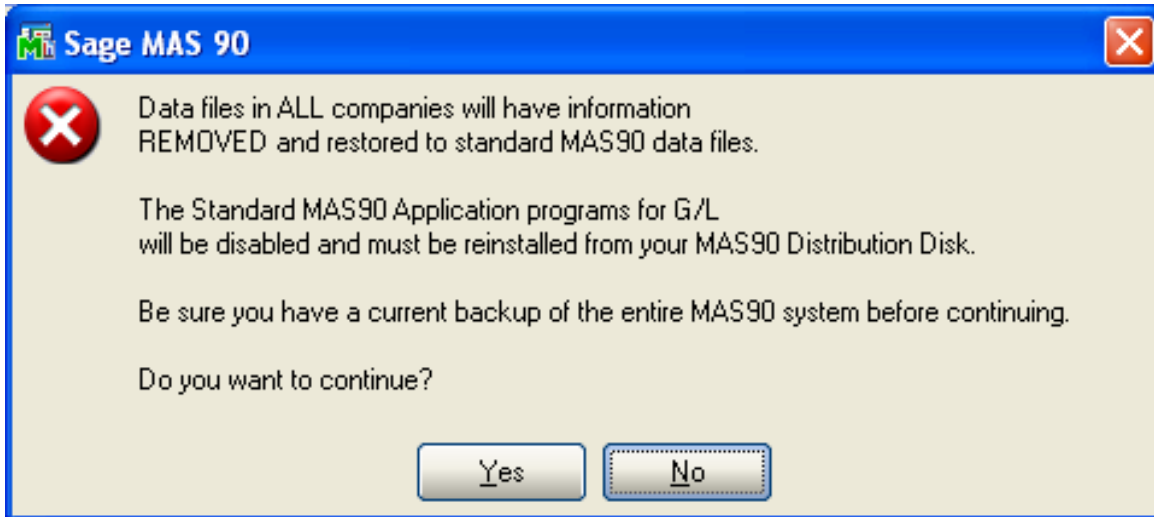 Sage MAS 90
Data files in ALL companies will have information
REMOVED and restored to standard MAS90 data files.
The Standard MAS90 Application programs for G/L
will be disabled and must be reinstalled from your MAS90 Distribution Disk.
Be sure you have a current backup of the entire MAS90 system before continuing.
Do you want to continue?
Yes No